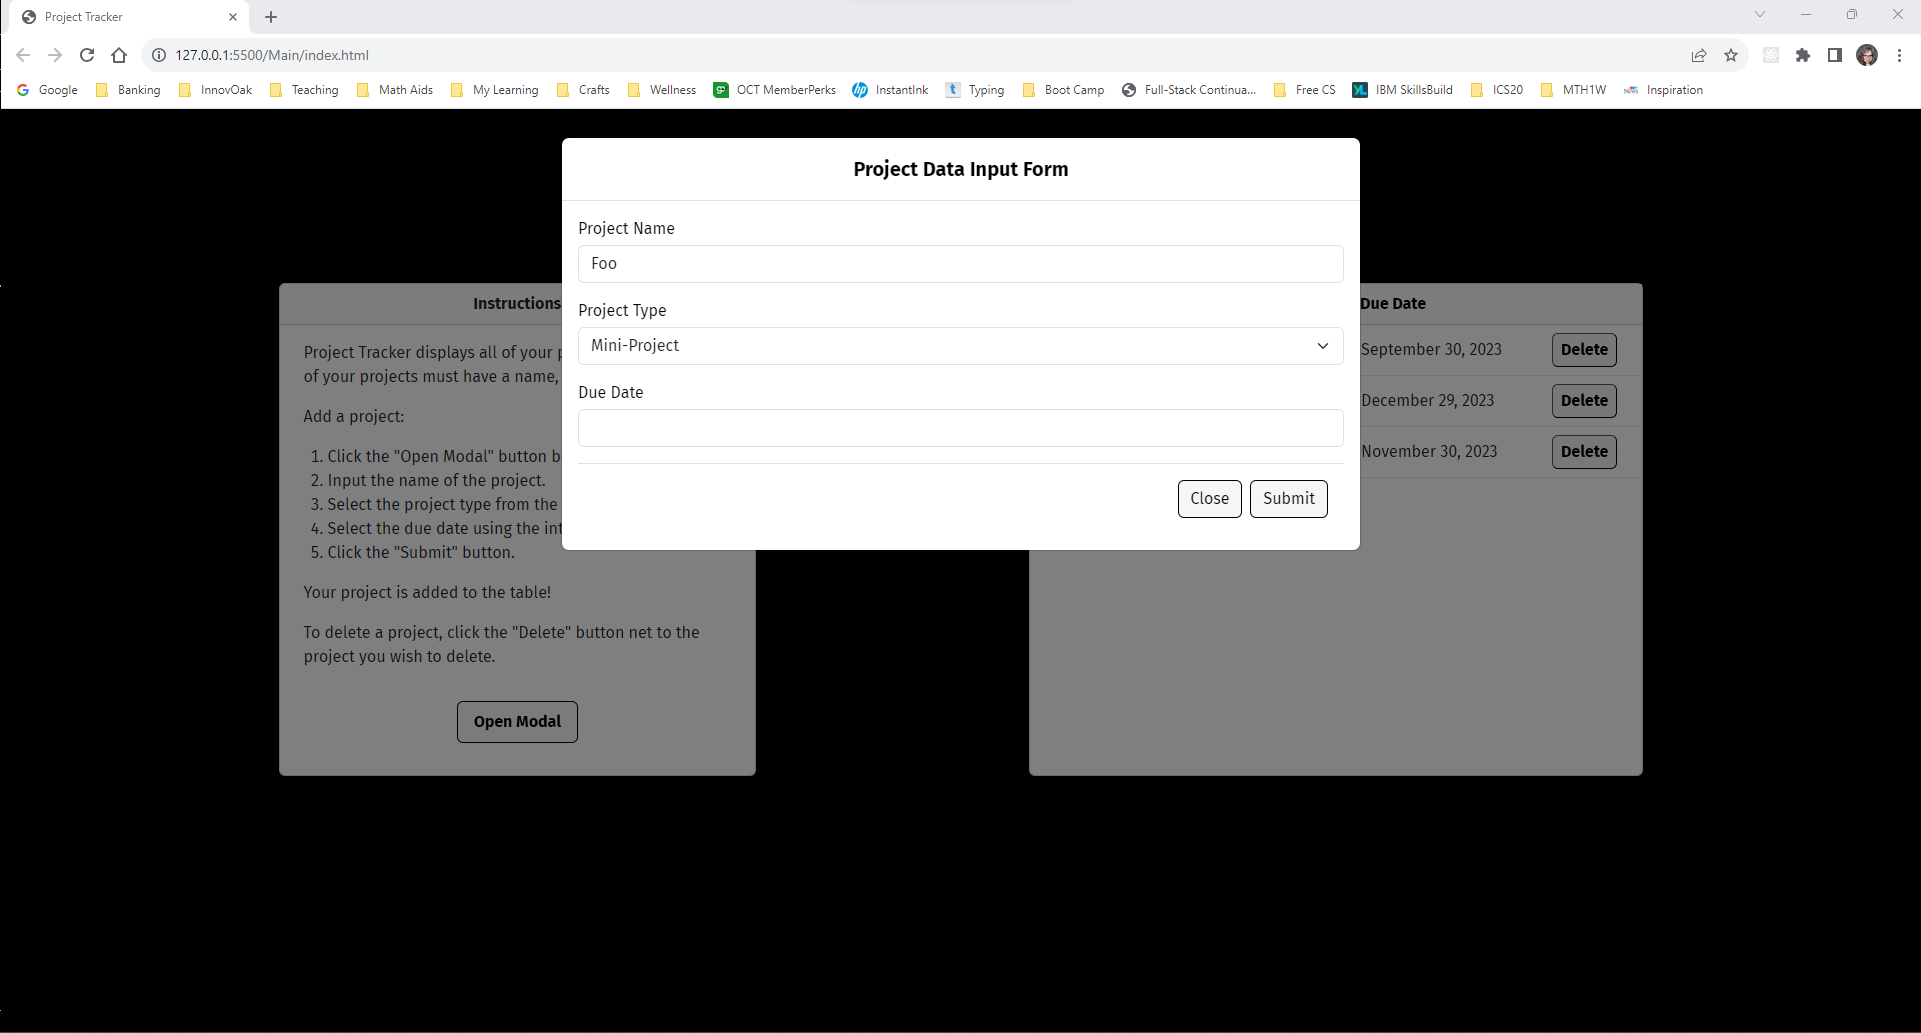 Project Tracker
127.0.0.1:5500/Main/index.html
Google Banking InnovOak Teaching Math Aids My Learning Crafts Wellness OCT MemberPerks InstantInk Typing Boot Camp Full-Stack Continua... Free CS IBM SkillsBuild ICS20 MTH1W Inspiration
Project Data Input Form
Project Name
Foo
Project Type
Mini-Project
Due Date
Close Submit
Instructions
Project Tracker displays all of your
of your projects must have a name,
Add a project:
1. Click the "Open Modal" button
2. Input the name of the project.
3. Select the project type from the
4. Select the due date using the
5. Click the "Submit" button.
Your project is added to the table!
To delete a project, click the "Delete" button net to the
project you wish to delete.
Open Modal
Due Date
September 30, 2023 Delete
December 29, 2023 Delete
November 30, 2023 Delete